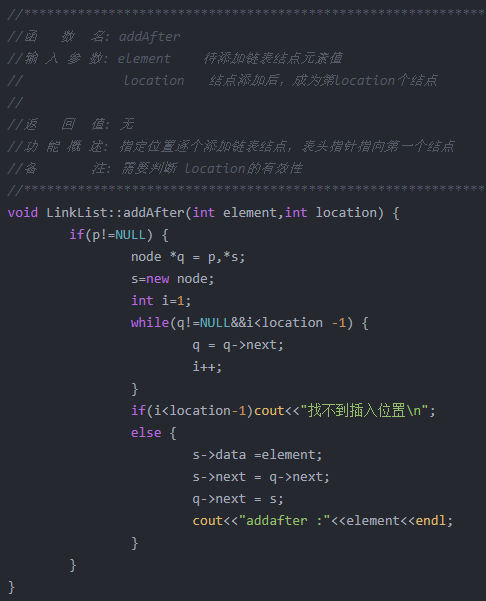 //************************************************************
//函 数 名: addAfter
//输 入 参 数: element 待添加链表结点元素值
// Location 结点添加后，成为第location个结点
//
//返 回 值: 无
//功 能 概 述: 指定位置逐个添加链表结点，表头指针指向第一个结点
//备 注: 需要判断 Location的有效性
//************************************************************
void LinkList::addAfter(int element,int location) {
if(p!=NULL) {
node *q = p,*s;
s=new node;
int i=1;
while(q!=NULL&&i<location -1) {
q = q->next;
i++;
}
if(i<location-1)cout<<"找不到插入位置\n";
else {
s->data =element;
s->next = q->next;
q->next = s;
cout<<"addafter :"<<element<<endl;
}
}
}